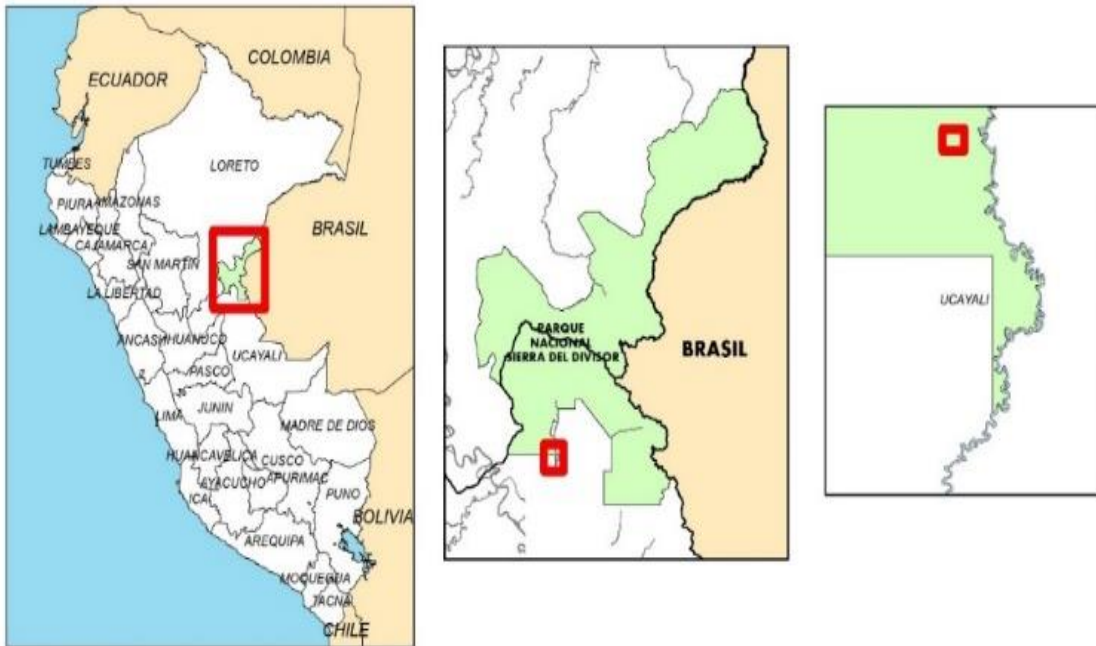 COLOMBIA
ECUADOR
TUMBES
LORETO
PIURA
AMAZONAS
LAMBAYEQUE
CAJAMARCA
SAN MARTIN
BRASIL
LA LIBERTAD
ANCASH
HUANUCO
UCAYALI
PASCO
LIMA
JUNIN
MADRE DE DIOS
HUANCAVELICA
CUSCO
AYACUCHO
APURIMAC
ICA
PUNO
BOLIVIA
AREQUIPA
MOQUEGUA
TACNA
CHILE
PARQUE
NACIONAL
SIERRA DEL DIVISOR
BRASIL
UCAYALI